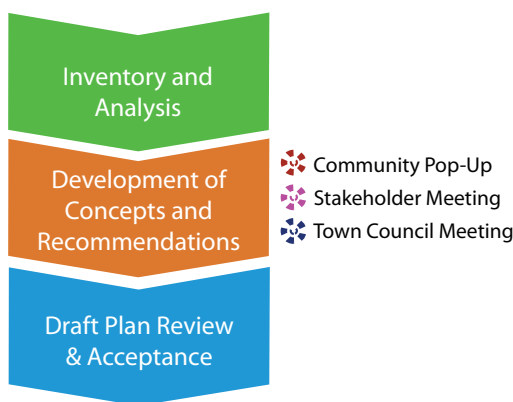 Inventory and
Analysis
Development of
Concepts and
Recommendations
Community Pop-Up
Stakeholder Meeting
Town Council Meeting
Draft Plan Review
& Acceptance